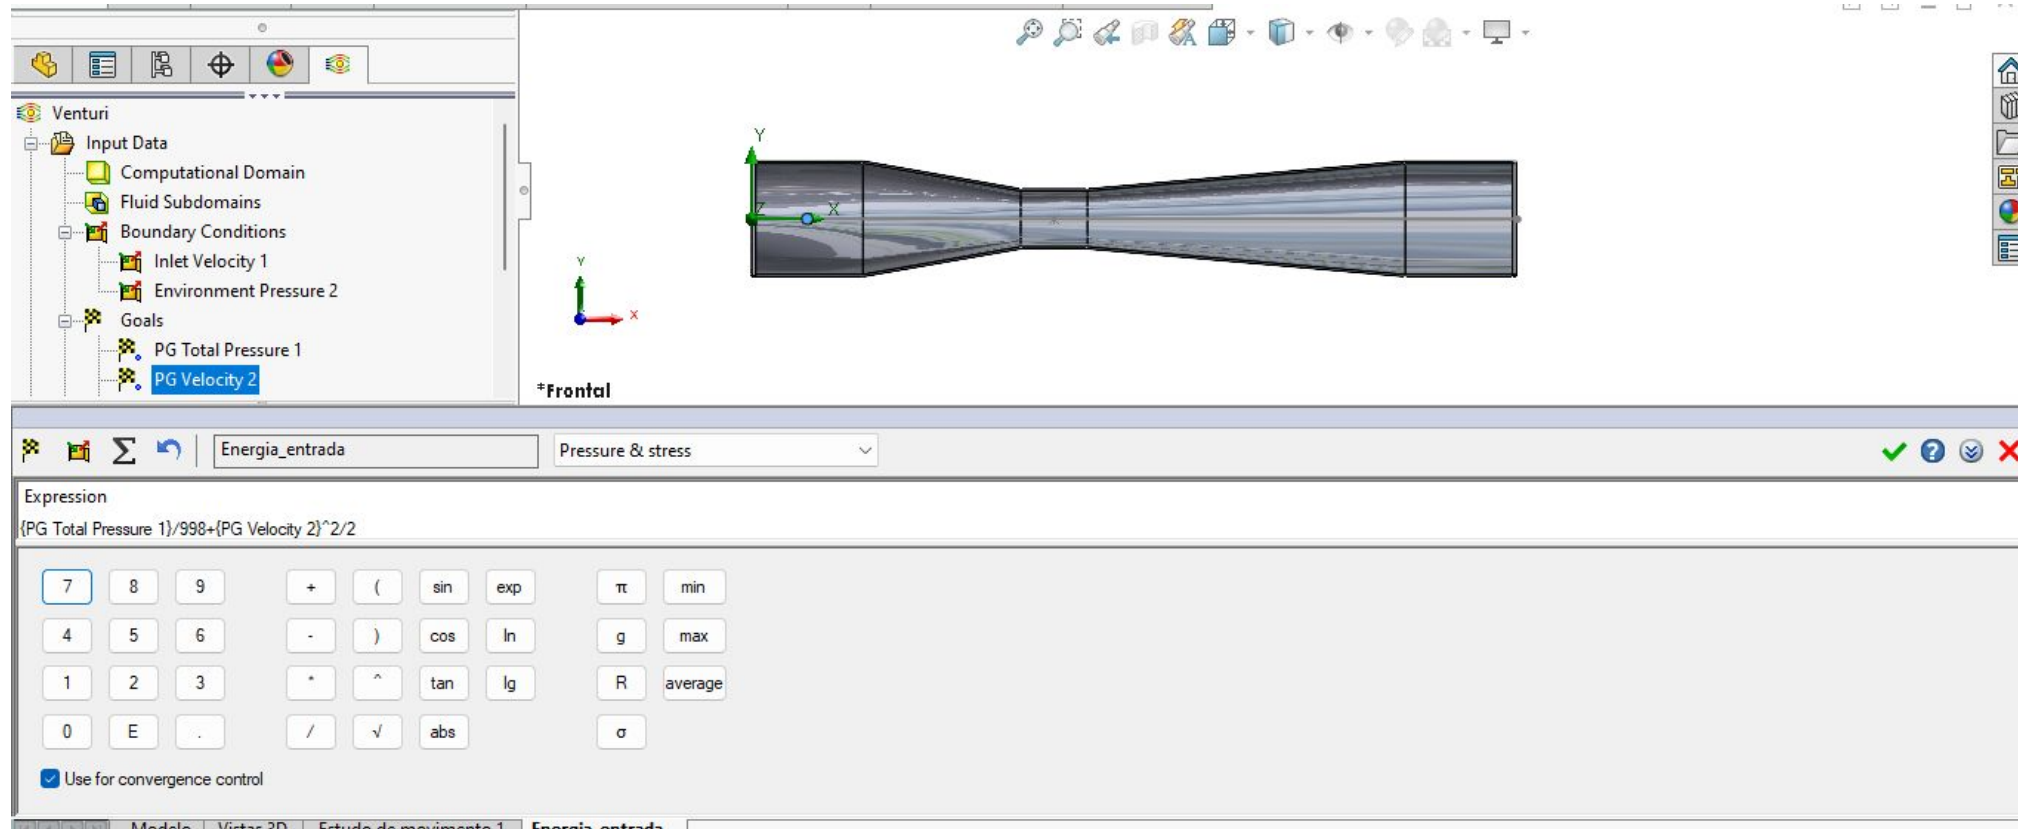 Venturi
Input Data
Computational Domain
Fluid Subdomains
Boundary Conditions
Inlet Velocity 1
Environment Pressure 2
Goals
PG Total Pressure 1
PG Velocity 2
Y
Z
X
Y
X
*Frontal
Energia_entrada
Pressure & stress
Expression
{PG Total Pressure 1}/998+{PG Velocity 2}^2/2
7 8 9 + ( sin exp π min
4 5 6 - ) cos ln g max
1 2 3 * ^ tan lg R average
0 E . / √ abs σ
Use for convergence control
Modelo Vistas 3D Estudo de movimento 1 Energia_entrada